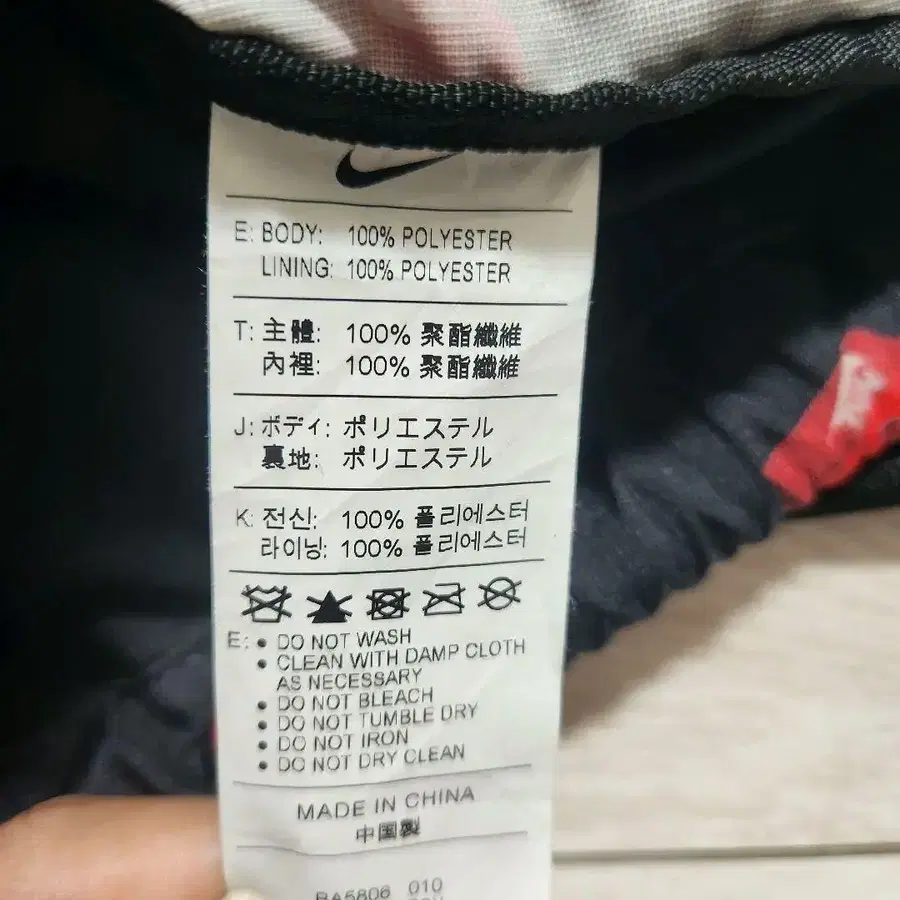 E: BODY: 100% POLYESTER
LINING: 100% POLYESTER
T: 主體: 100% 聚酯纖維
內裡: 100% 聚酯纖維
J: ボディ: ポリエステル
裏地: ポリエステル
K: 전신: 100% 폴리에스터
라이닝: 100% 폴리에스터
E: • DO NOT WASH
• CLEAN WITH DAMP CLOTH
AS NECESSARY
• DO NOT BLEACH
• DO NOT TUMBLE DRY
• DO NOT IRON
• DO NOT DRY CLEAN
MADE IN CHINA
中国製
BA5806 010